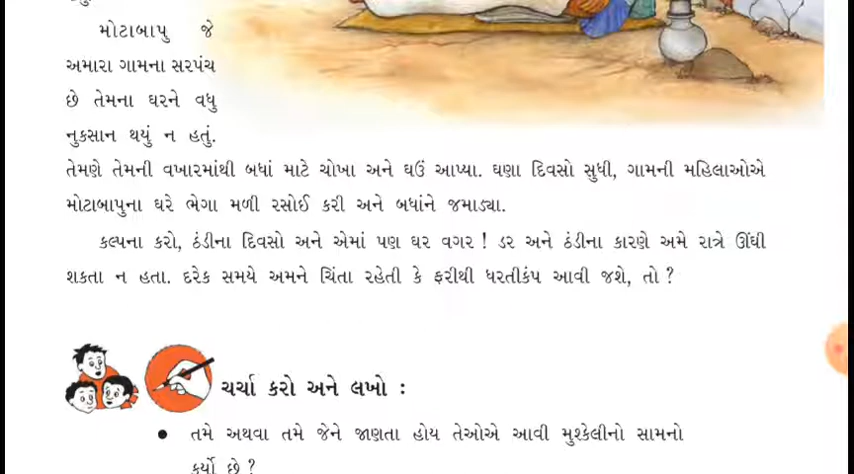 મોટાબાપુ જે
અમારા ગામના સરપંચ
છે તેમના ઘરને વધુ
નુકસાન થયું ન હતું.
તેમણે તેમની વખારમાંથી બધાં માટે ચોખા અને ઘઉં આપ્યા. ઘણા દિવસો સુધી, ગામની મહિલાઓએ
મોટાબાપુના ઘરે ભેગા મળી રસોઈ કરી અને બધાંને જમાડ્યા.
કલ્પના કરો, ઠંડીના દિવસો અને એમાં પણ ઘર વગર ! ડર અને ઠંડીના કારણે અમે રાત્રે ઊંઘી
શકતા ન હતા. દરેક સમયે અમને ચિંતા રહેતી કે ફરીથી ધરતીકંપ આવી જશે, તો ?
ચર્ચા કરો અને લખો :
• તમે અથવા તમે જેને જાણતા હોય તેઓએ આવી મુશ્કેલીનો સામનો
કર્યો છે ?